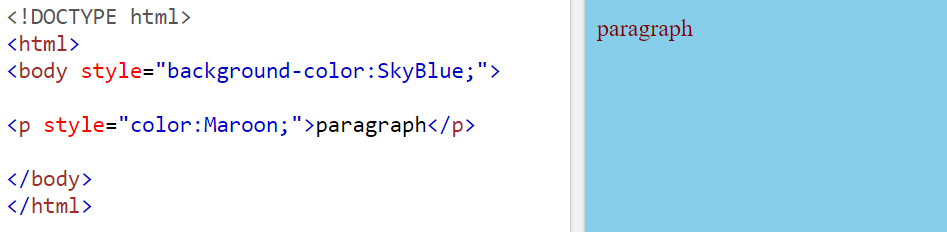 <!DOCTYPE html>
<html>
<body style="background-color:SkyBlue;">
<p style="color:Maroon;">paragraph</p>
</body>
</html>
paragraph